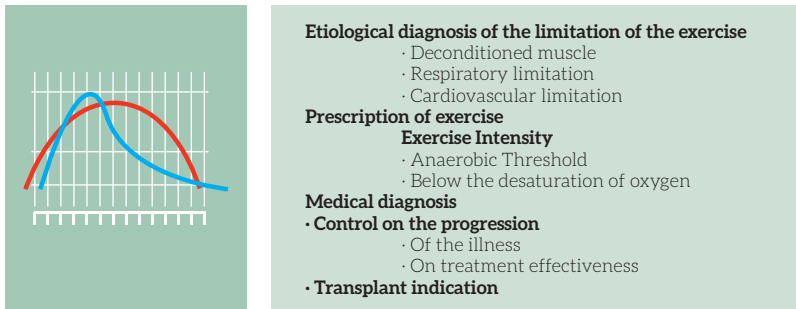 Etiological diagnosis of the limitation of the exercise
· Deconditioned muscle
· Respiratory limitation
· Cardiovascular limitation
Prescription of exercise
Exercise Intensity
· Anaerobic Threshold
· Below the desaturation of oxygen
Medical diagnosis
· Control on the progression
· Of the illness
· On treatment effectiveness
· Transplant indication